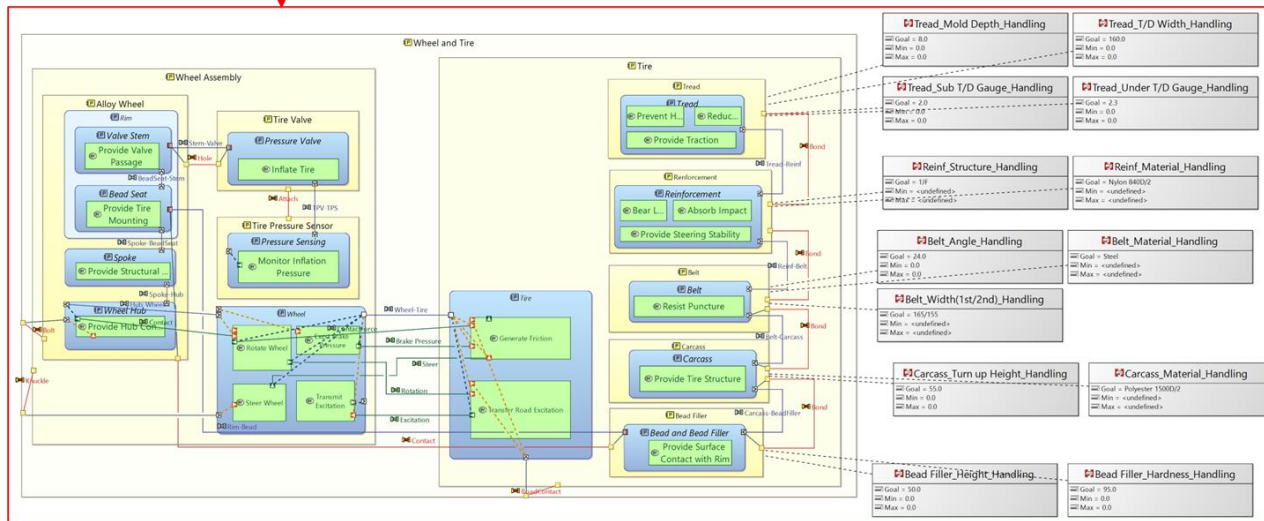 Wheel and Tire
Wheel Assembly
Alloy Wheel
Rim
Valve Stem
Provide Valve
Passage
BeadSeat-Stem
Bead Seat
Provide Tire
Mounting
Spoke-BeadSeat
Spoke
Provide Structural ...
Spoke-Hub
Wheel Hub
Provide Hub Con...
Contact
Bolt
Knuckle
Stem-Valve
Hole
Tire Valve
Pressure Valve
Inflate Tire
Attach
TPV-TPS
Tire Pressure Sensor
Pressure Sensing
Monitor Inflation
Pressure
Wheel
Rotate Wheel
Pressure
Steer Wheel
Transmit
Excitation
Rim-Bead
Wheel-Tire
Brake Pressure
Steer
Rotation
Excitation
Contact
Tire
Tire
Generate Friction
Transfer Road Excitation
RoadContact
Tread
Tread
Prevent H...
Reduc...
Provide Traction
Tread-Reinf
Bond
Reinforcement
Reinforcement
Bear L...
Absorb Impact
Provide Steering Stability
Reinf-Belt
Bond
Belt
Belt
Resist Puncture
Belt-Carcass
Bond
Carcass
Carcass
Provide Tire Structure
Carcass-BeadFiller
Bond
Bead Filler
Bead and Bead Filler
Provide Surface
Contact with Rim
Tread_Mold Depth_Handling
Goal = 8.0
Min = 0.0
Max = 0.0
Tread_T/D Width_Handling
Goal = 160.0
Min = 0.0
Max = 0.0
Tread_Sub T/D Gauge_Handling
Goal = 2.0
Min = 0.0
Max = 0.0
Tread_Under T/D Gauge_Handling
Goal = 2.3
Min = 0.0
Max = 0.0
Reinf_Structure_Handling
Goal = 1JF
Min = <undefined>
Max = <undefined>
Reinf_Material_Handling
Goal = Nylon 840D/2
Min = <undefined>
Max = <undefined>
Belt_Angle_Handling
Goal = 24.0
Min = 0.0
Max = 0.0
Belt_Material_Handling
Goal = Steel
Min = <undefined>
Max = <undefined>
Belt_Width(1st/2nd)_Handling
Goal = 165/155
Min = <undefined>
Max = <undefined>
Carcass_Turn up Height_Handling
Goal = 55.0
Min = 0.0
Max = 0.0
Carcass_Material_Handling
Goal = Polyester 1500D/2
Min = <undefined>
Max = <undefined>
Bead Filler_Height_Handling
Goal = 50.0
Min = 0.0
Max = 0.0
Bead Filler_Hardness_Handling
Goal = 95.0
Min = 0.0
Max = 0.0